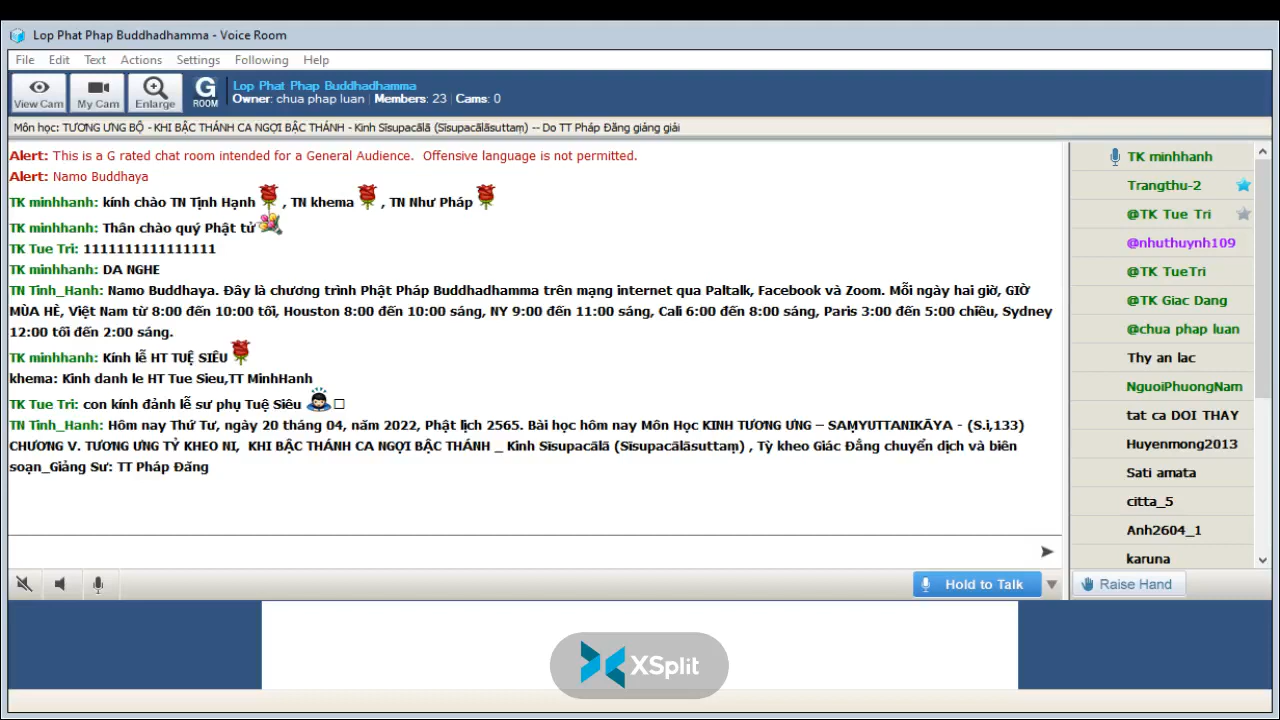 Lop Phat Phap Buddhadhamma - Voice Room
File Edit Text Actions Settings Following Help
View Cam My Cam Enlarge G ROOM
Lop Phat Phap Buddhadhamma
Owner: chua phap luan | Members: 23 | Cams: 0
Môn học: TƯƠNG ƯNG BỘ - KHI BẬC THÁNH CA NGỢI BẬC THÁNH - Kinh Sīsupacālā (Sīsupacālāsuttaṃ) -- Do TT Pháp Đăng giảng giải
Alert: This is a G rated chat room intended for a General Audience. Offensive language is not permitted.
Alert: Namo Buddhaya
TK minhhanh: kính chào TN Tịnh Hạnh , TN khema , TN Như Pháp
TK minhhanh: Thân chào quý Phật tử
TK Tue Tri: 1111111111111111
TK minhhanh: DA NGHE
TN Tinh_Hanh: Namo Buddhaya. Đây là chương trình Phật Pháp Buddhadhamma trên mạng internet qua Paltalk, Facebook và Zoom. Mỗi ngày hai giờ, GIỜ
MÙA HÈ, Việt Nam từ 8:00 đến 10:00 tối, Houston 8:00 đến 10:00 sáng, NY 9:00 đến 11:00 sáng, Cali 6:00 đến 8:00 sáng, Paris 3:00 đến 5:00 chiều, Sydney
12:00 tối đến 2:00 sáng.
TK minhhanh: Kính lễ HT TUỆ SIÊU
khema: Kinh danh le HT Tue Sieu,TT MinhHanh
TK Tue Tri: con kính đảnh lễ sư phụ Tuệ Siêu
TN Tinh_Hanh: Hôm nay Thứ Tư, ngày 20 tháng 04, năm 2022, Phật lịch 2565. Bài học hôm nay Môn Học KINH TƯƠNG ƯNG – SAṂYUTTANIKĀYA - (S.i,133)
CHƯƠNG V. TƯƠNG ƯNG TỶ KHEO NI, KHI BẬC THÁNH CA NGỢI BẬC THÁNH _ Kinh Sīsupacālā (Sīsupacālāsuttaṃ) , Tỳ kheo Giác Đẳng chuyển dịch và biên
soạn_Giảng Sư: TT Pháp Đăng
TK minhhanh
Trangthu-2
@TK Tue Tri
@nhuthuynh109
@TK TueTri
@TK Giac Dang
@chua phap luan
Thy an lac
NguoiPhuongNam
tat ca DOI THAY
Huyenmong2013
Sati amata
citta_5
Anh2604_1
karuna
Hold to Talk
Raise Hand
XSplit